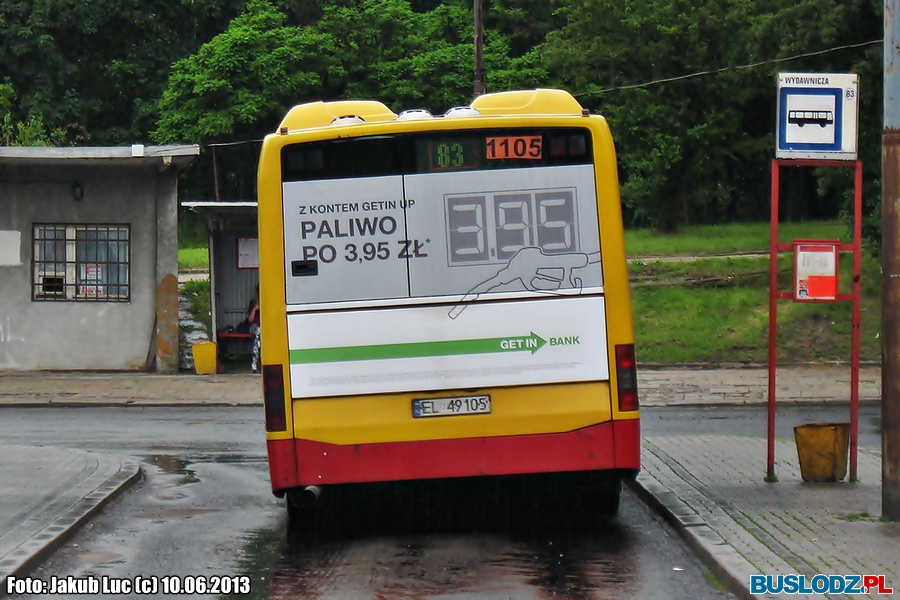 WYDAWNICZA
83
83 1105
Z KONTEM GETIN UP
PALIWO
PO 3,95 ZŁ*
3.95
GET IN BANK
EL 49105
Foto: Jakub Luc (c) 10.06.2013
BUSLODZ.PL